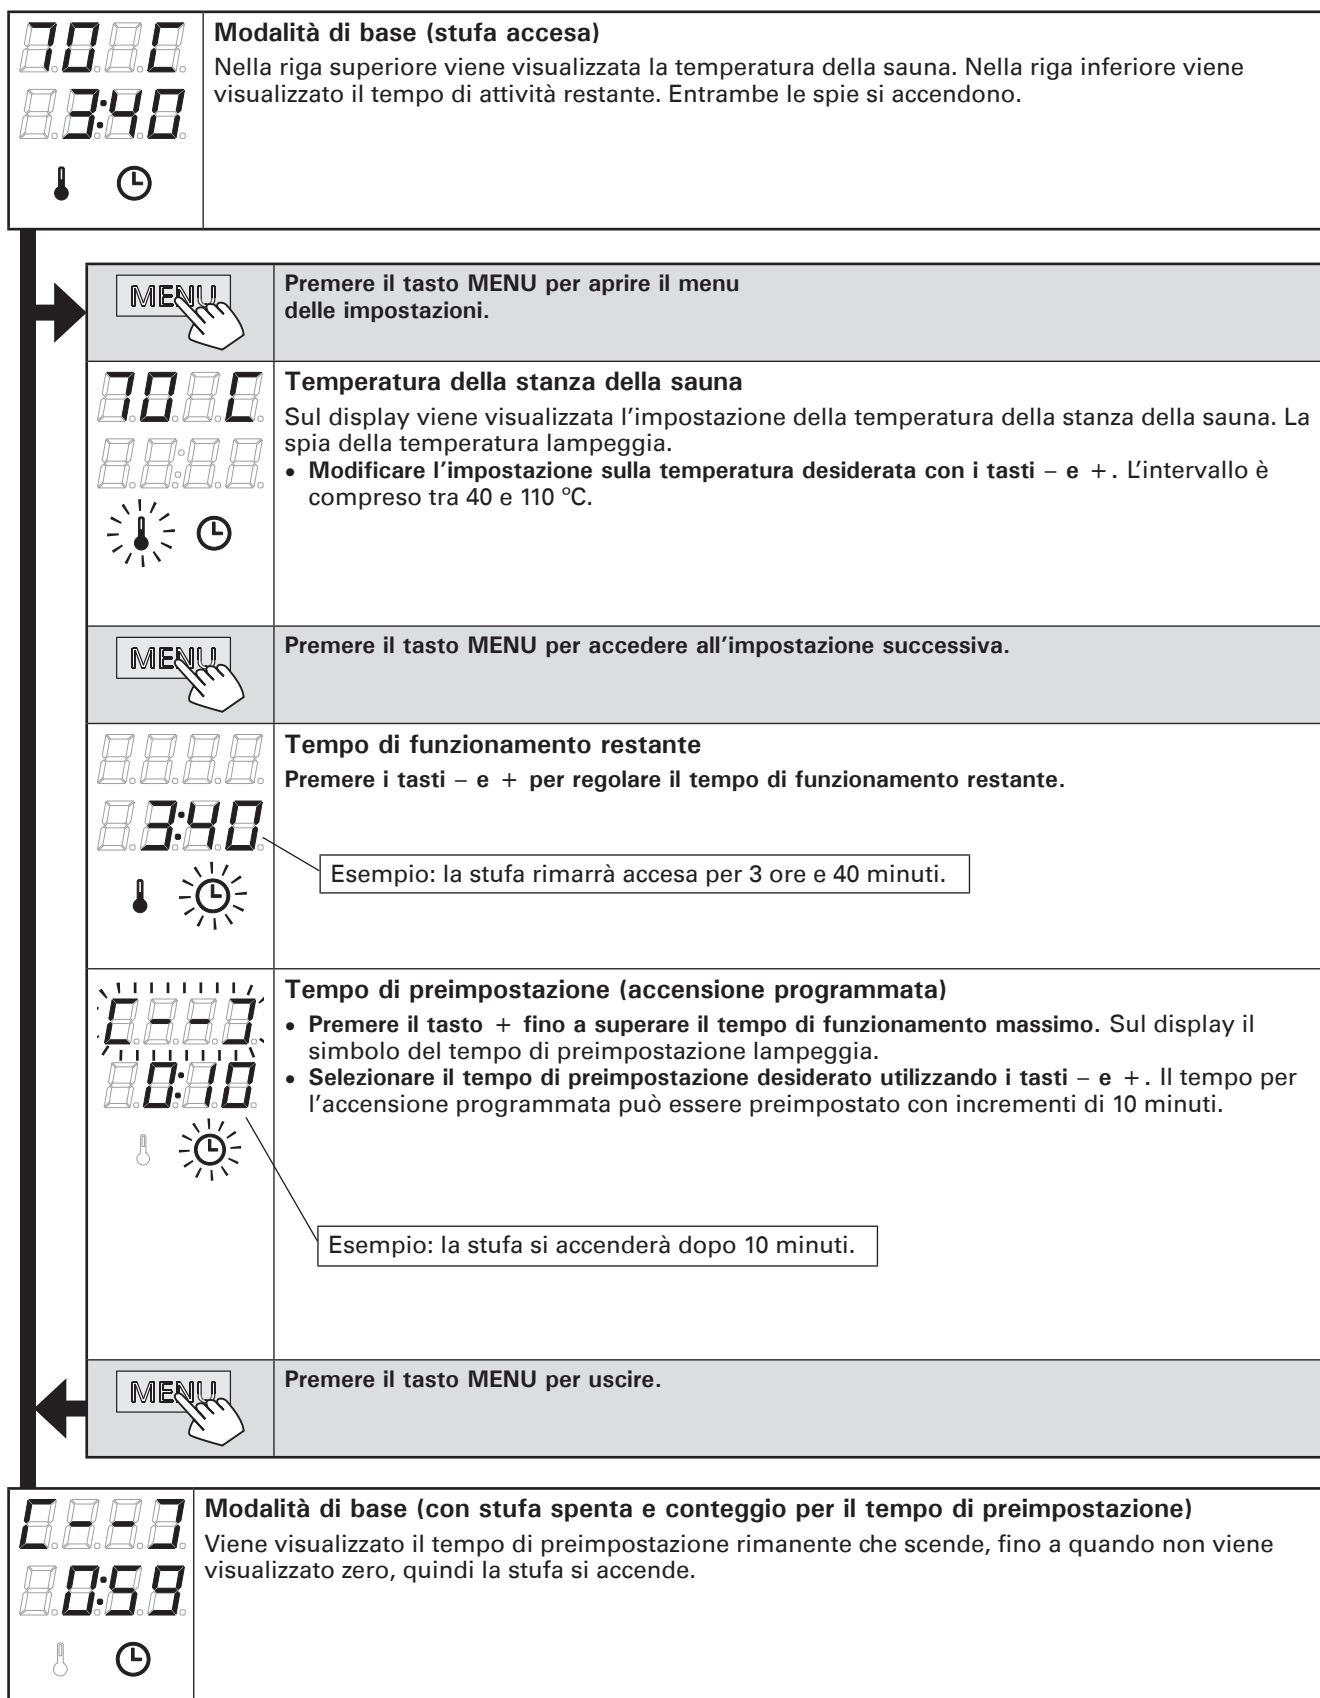 70 C
3:40
Modalità di base (stufa accesa)
Nella riga superiore viene visualizzata la temperatura della sauna. Nella riga inferiore viene
visualizzato il tempo di attività restante. Entrambe le spie si accendono.
MENU
Premere il tasto MENU per aprire il menu
delle impostazioni.
70 C
Temperatura della stanza della sauna
Sul display viene visualizzata l’impostazione della temperatura della stanza della sauna. La
spia della temperatura lampeggia.
• Modificare l’impostazione sulla temperatura desiderata con i tasti – e +. L’intervallo è
compreso tra 40 e 110 °C.
MENU
Premere il tasto MENU per accedere all’impostazione successiva.
3:40
Tempo di funzionamento restante
Premere i tasti – e + per regolare il tempo di funzionamento restante.
Esempio: la stufa rimarrà accesa per 3 ore e 40 minuti.
[--]
0:10
Tempo di preimpostazione (accensione programmata)
• Premere il tasto + fino a superare il tempo di funzionamento massimo. Sul display il
simbolo del tempo di preimpostazione lampeggia.
• Selezionare il tempo di preimpostazione desiderato utilizzando i tasti – e +. Il tempo per
l’accensione programmata può essere preimpostato con incrementi di 10 minuti.
Esempio: la stufa si accenderà dopo 10 minuti.
MENU
Premere il tasto MENU per uscire.
[--]
0:59
Modalità di base (con stufa spenta e conteggio per il tempo di preimpostazione)
Viene visualizzato il tempo di preimpostazione rimanente che scende, fino a quando non viene
visualizzato zero, quindi la stufa si accende.